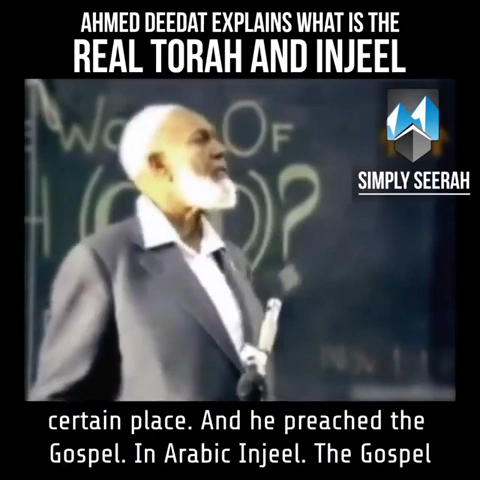 AHMED DEEDAT EXPLAINS WHAT IS THE
REAL TORAH AND INJEEL
SIMPLY SEERAH
OF
certain place. And he preached the
Gospel. In Arabic Injeel. The Gospel